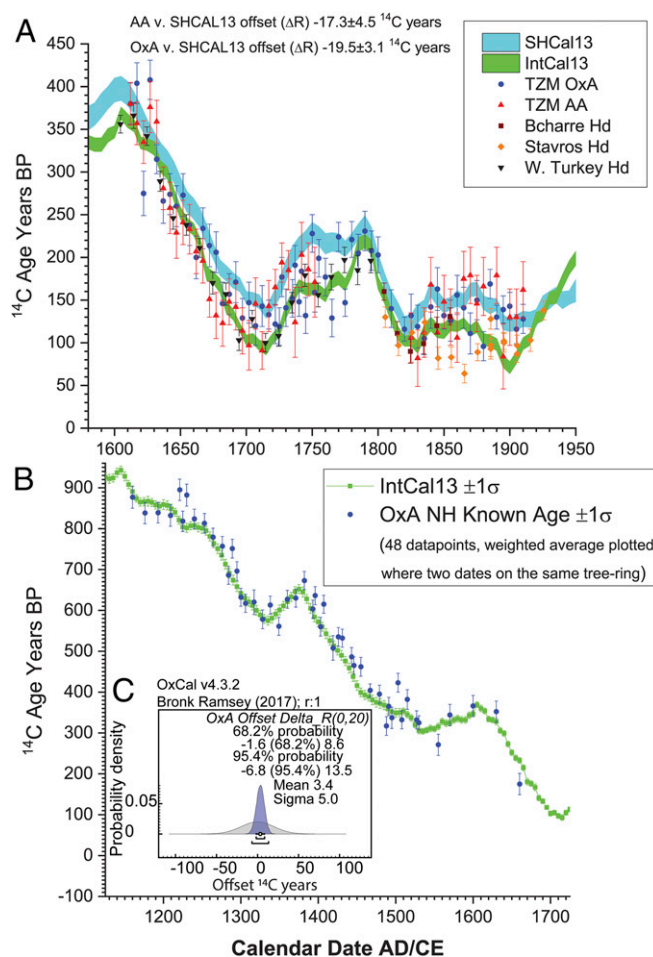 A
AA v. SHCAL13 offset (ΔR) -17.3±4.5 ¹⁴C years
OxA v. SHCAL13 offset (ΔR) -19.5±3.1 ¹⁴C years
SHCal13
IntCal13
TZM OxA
TZM AA
Bcharre Hd
Stavros Hd
W. Turkey Hd
¹⁴C Age Years BP
450
400
350
300
250
200
150
100
50
0
1600 1650 1700 1750 1800 1850 1900 1950
B
IntCal13 ±1σ
OxA NH Known Age ±1σ
(48 datapoints, weighted average plotted
where two dates on the same tree-ring)
¹⁴C Age Years BP
900
800
700
600
500
400
300
200
100
0
-100
C
OxCal v4.3.2
Bronk Ramsey (2017); r:1
OxA Offset Delta_R(0,20)
68.2% probability
-1.6 (68.2%) 8.6
95.4% probability
-6.8 (95.4%) 13.5
Mean 3.4
Sigma 5.0
Probability density
0.05
0
-100 -50 0 50 100
Offset ¹⁴C years
1200 1300 1400 1500 1600 1700
Calendar Date AD/CE